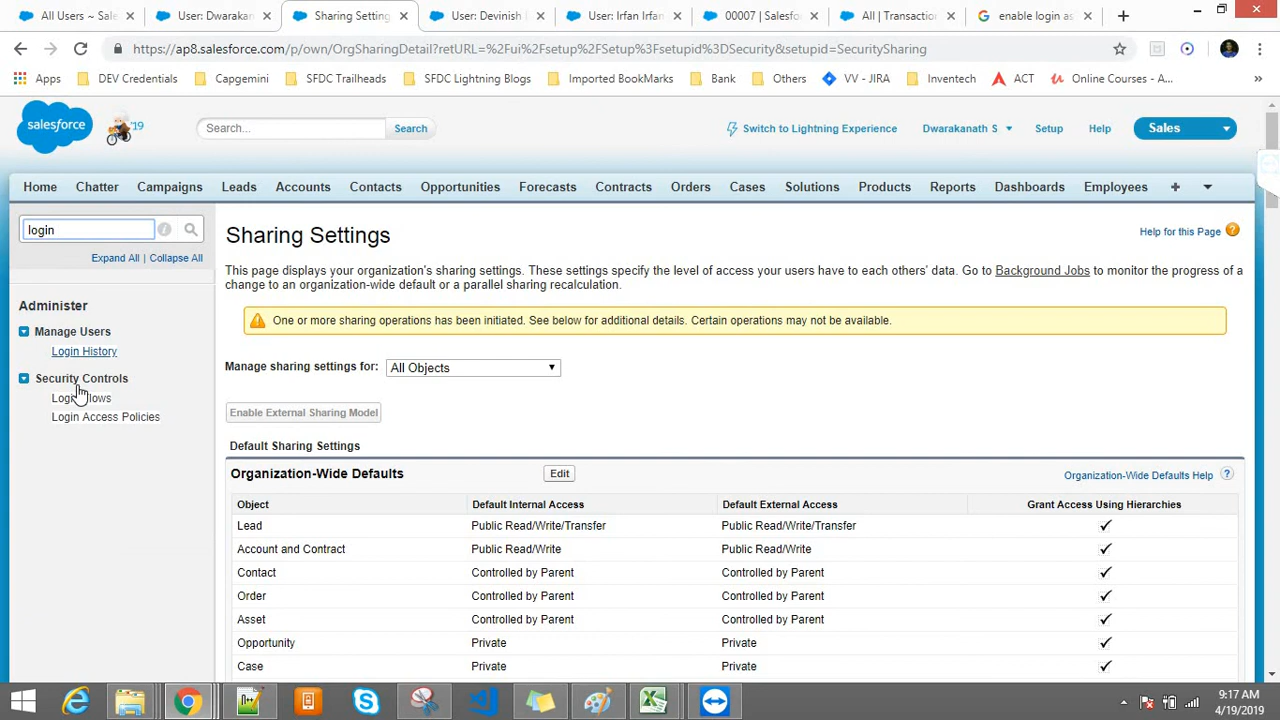 All Users ~ Sa
User: Dwarakan
Sharing Setting
User: Devinish
User: Irfan Irfan
00007 | Salesfo
All | Transactio
enable login as
https://ap8.salesforce.com/p/own/OrgSharingDetail?retURL=%2Fui%2Fsetup%2FSetup%3Fsetupid%3DSecurity&setupid=SecuritySharing
Apps
DEV Credentials
Capgemini
SFDC Trailheads
SFDC Lightning Blogs
Imported BookMarks
Bank
Others
VV - JIRA
Inventech
ACT
Online Courses - A...
»
salesforce
'19
Search...
Search
Switch to Lightning Experience
Dwarakanath S
Setup
Help
Sales
Home
Chatter
Campaigns
Leads
Accounts
Contacts
Opportunities
Forecasts
Contracts
Orders
Cases
Solutions
Products
Reports
Dashboards
Employees
+
login
Expand All | Collapse All
Administer
Manage Users
Login History
Security Controls
Login Access Policies
Sharing Settings
Help for this Page
This page displays your organization's sharing settings. These settings specify the level of access your users have to each others' data. Go to Background Jobs to monitor the progress of a
change to an organization-wide default or a parallel sharing recalculation.
One or more sharing operations has been initiated. See below for additional details. Certain operations may not be available.
Manage sharing settings for: All Objects
Enable External Sharing Model
Default Sharing Settings
Organization-Wide Defaults Edit Organization-Wide Defaults Help ?
Object Default Internal Access Default External Access Grant Access Using Hierarchies
Lead Public Read/Write/Transfer Public Read/Write/Transfer ✓
Account and Contract Public Read/Write Public Read/Write ✓
Contact Controlled by Parent Controlled by Parent ✓
Order Controlled by Parent Controlled by Parent ✓
Asset Controlled by Parent Controlled by Parent ✓
Opportunity Private Private ✓
Case Private Private ✓
9:17 AM
4/19/2019